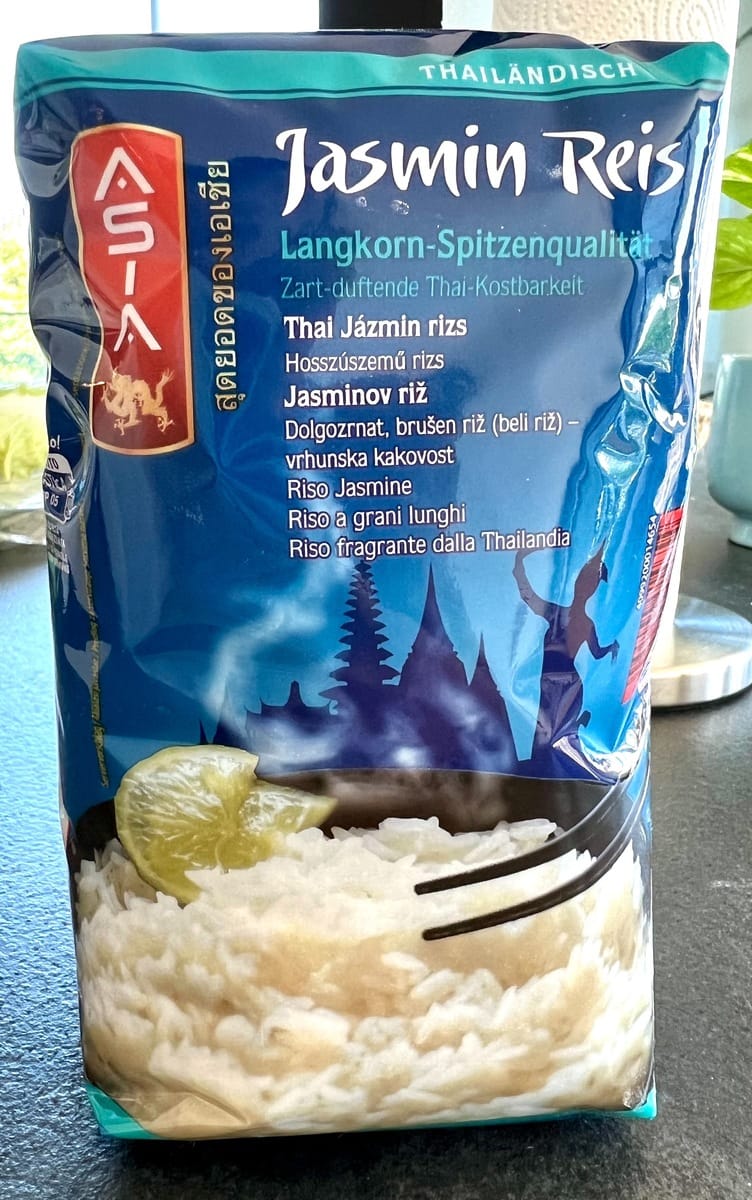 THAILÄNDISCH
ASIA
สุดยอดของเอเชีย
Jasmin Reis
Langkorn-Spitzenqualität
Zart-duftende Thai-Kostbarkeit
Thai Jázmin rizs
Hosszúszemű rizs
Jasminov riž
Dolgozrnat, brušen riž (beli riž) –
vrhunska kakovost
Riso Jasmine
Riso a grani lunghi
Riso fragrante dalla Thailandia